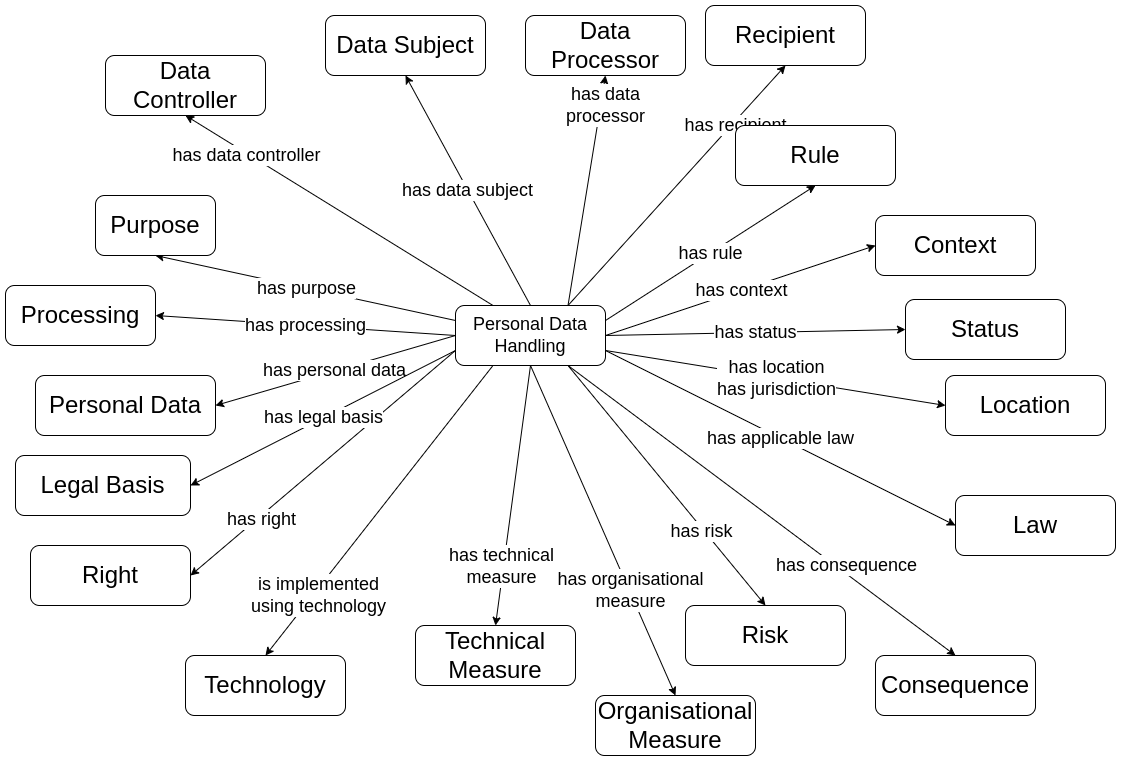 Data Subject
Data
Processor
Recipient
Data
Controller
has data
processor
has recipient
has data controller
Rule
has data subject
Purpose
Context
has rule
has purpose
has context
Processing
has processing
Personal Data
Handling
has status
Status
has personal data
has location
has jurisdiction
Personal Data
Location
has legal basis
has applicable law
Legal Basis
has right
has risk
Law
Right
is implemented
using technology
has technical
measure
has organisational
measure
has consequence
Technology
Technical
Measure
Risk
Consequence
Organisational
Measure